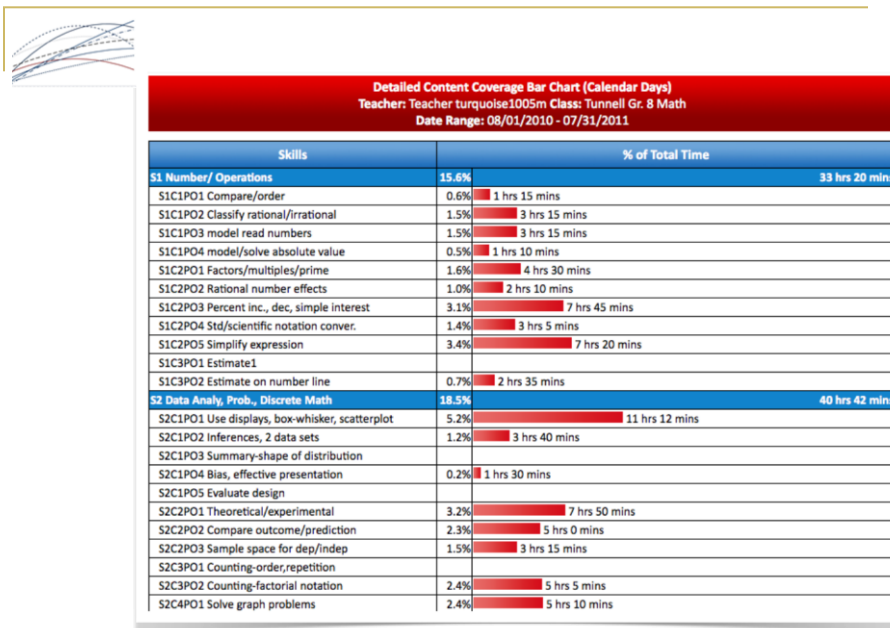 Detailed Content Coverage Bar Chart (Calendar Days)
Teacher: Teacher turquoise1005m Class: Tunnell Gr. 8 Math
Date Range: 08/01/2010 - 07/31/2011
Skills % of Total Time
S1 Number/ Operations 15.6% 33 hrs 20 mins
S1C1PO1 Compare/order 0.6% 1 hrs 15 mins
S1C1PO2 Classify rational/irrational 1.5% 3 hrs 15 mins
S1C1PO3 model read numbers 1.5% 3 hrs 15 mins
S1C1PO4 model/solve absolute value 0.5% 1 hrs 10 mins
S1C2PO1 Factors/multiples/prime 1.6% 4 hrs 30 mins
S1C2PO2 Rational number effects 1.0% 2 hrs 10 mins
S1C2PO3 Percent inc., dec, simple interest 3.1% 7 hrs 45 mins
S1C2PO4 Std/scientific notation conver. 1.4% 3 hrs 5 mins
S1C2PO5 Simplify expression 3.4% 7 hrs 20 mins
S1C3PO1 Estimate1
S1C3PO2 Estimate on number line 0.7% 2 hrs 35 mins
S2 Data Analy, Prob., Discrete Math 18.5% 40 hrs 42 mins
S2C1PO1 Use displays, box-whisker, scatterplot 5.2% 11 hrs 12 mins
S2C1PO2 Inferences, 2 data sets 1.2% 3 hrs 40 mins
S2C1PO3 Summary-shape of distribution
S2C1PO4 Bias, effective presentation 0.2% 1 hrs 30 mins
S2C1PO5 Evaluate design
S2C2PO1 Theoretical/experimental 3.2% 7 hrs 50 mins
S2C2PO2 Compare outcome/prediction 2.3% 5 hrs 0 mins
S2C2PO3 Sample space for dep/indep 1.5% 3 hrs 15 mins
S2C3PO1 Counting-order,repetition
S2C3PO2 Counting-factorial notation 2.4% 5 hrs 5 mins
S2C4PO1 Solve graph problems 2.4% 5 hrs 10 mins